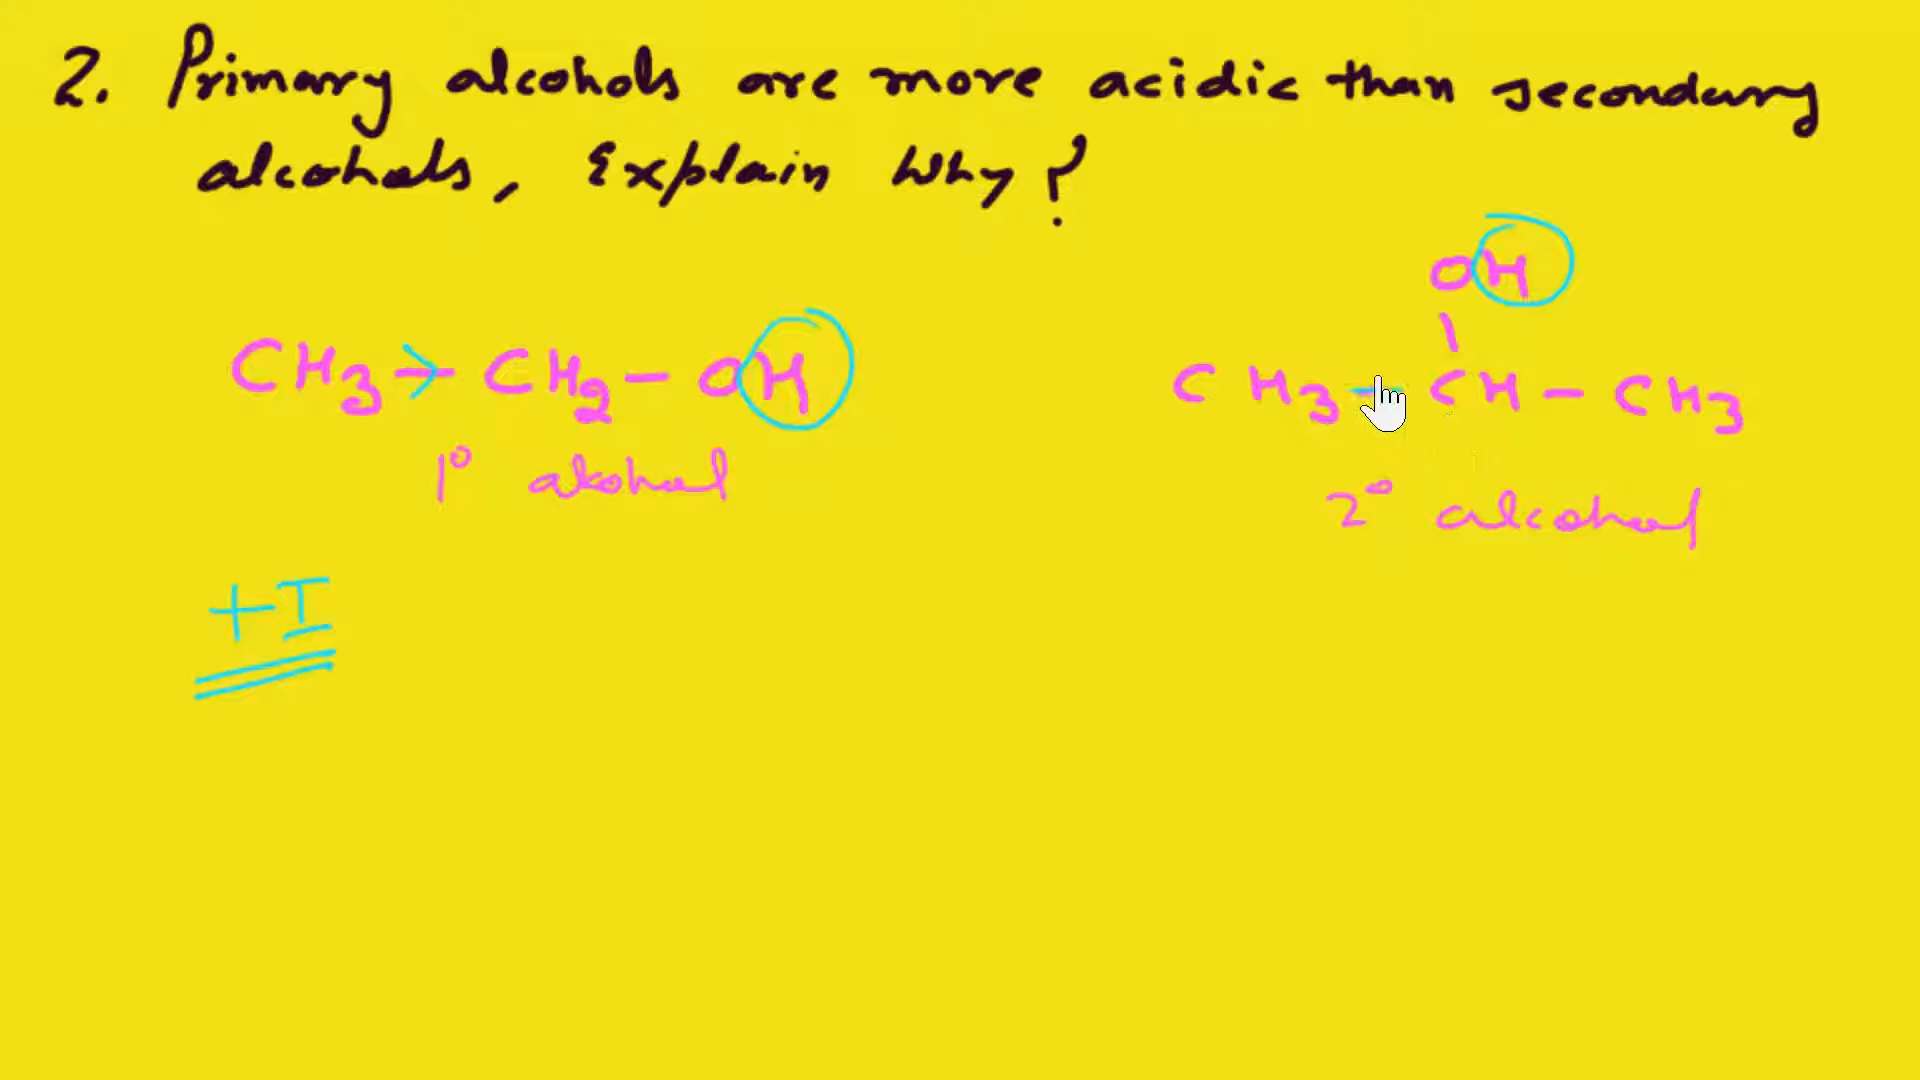 2. Primary alcohols are more acidic than secondary
alcohols, Explain Why?
OH
CH3 - CH2 - OH
CH3 - CH - CH3
1° alcohol
2° alcohol
+I